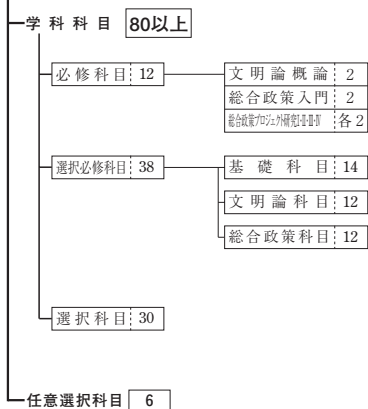 学科科目 80以上
必修科目 12
文明論概論 2
総合政策入門 2
総合政策プロジェクト研究Ⅰ・Ⅱ・Ⅲ・Ⅳ 各2
選択必修科目 38
基礎科目 14
文明論科目 12
総合政策科目 12
選択科目 30
任意選択科目 6